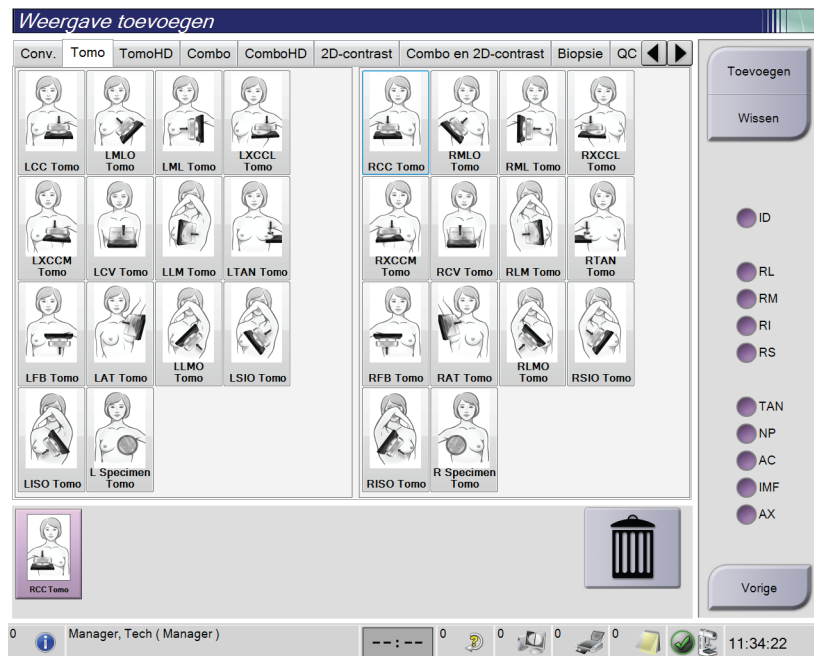 Weergave toevoegen
Conv. Tomo TomoHD Combo ComboHD 2D-contrast Combo en 2D-contrast Biopsie QC
LCC Tomo
LMLO Tomo
LML Tomo
LXCCL Tomo
RCC Tomo
RMLO Tomo
RML Tomo
RXCCL Tomo
LXCCM Tomo
LCV Tomo
LLM Tomo
LTAN Tomo
RXCCM Tomo
RCV Tomo
RLM Tomo
RTAN Tomo
LFB Tomo
LAT Tomo
LLMO Tomo
LSIO Tomo
RFB Tomo
RAT Tomo
RLMO Tomo
RSIO Tomo
LISO Tomo
L Specimen Tomo
RISO Tomo
R Specimen Tomo
Toevoegen
Wissen
ID
RL
RM
RI
RS
TAN
NP
AC
IMF
AX
RCC Tomo
Vorige
0 Manager, Tech ( Manager ) --:-- 0 0 0 0 11:34:22